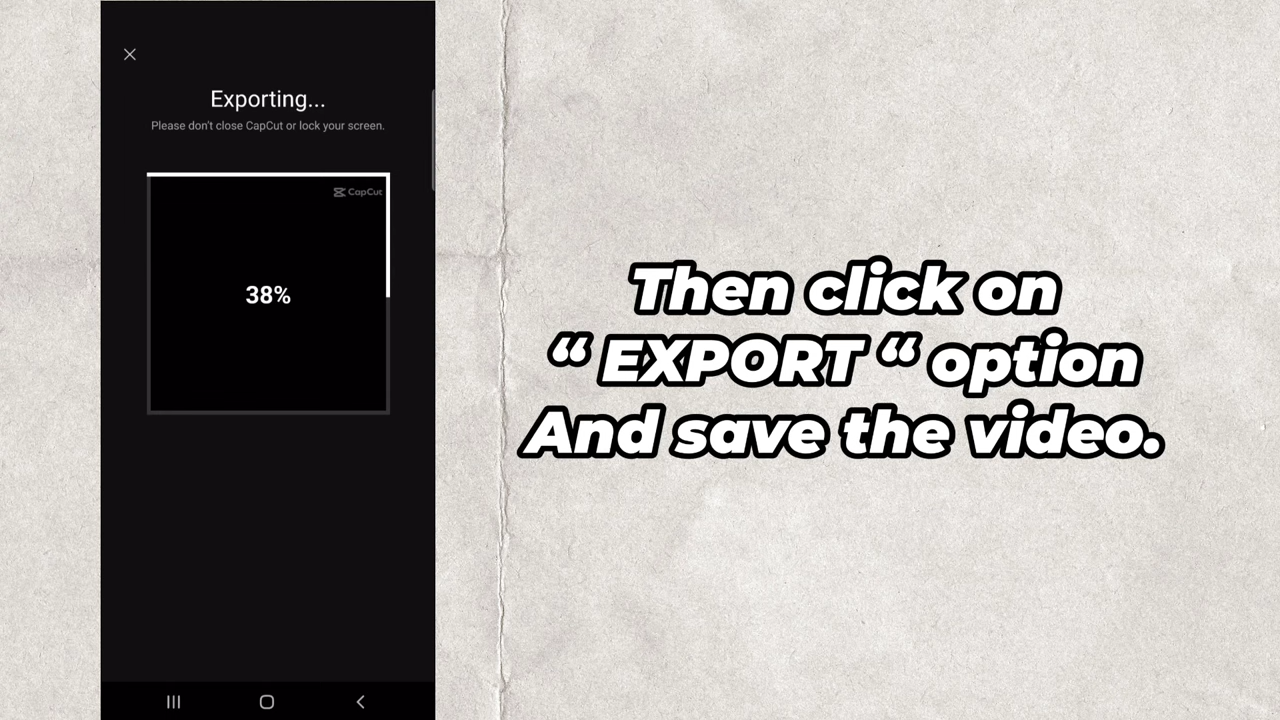 Exporting...
Please don't close CapCut or lock your screen.
CapCut
38%
Then click on
“ EXPORT “ option
And save the video.